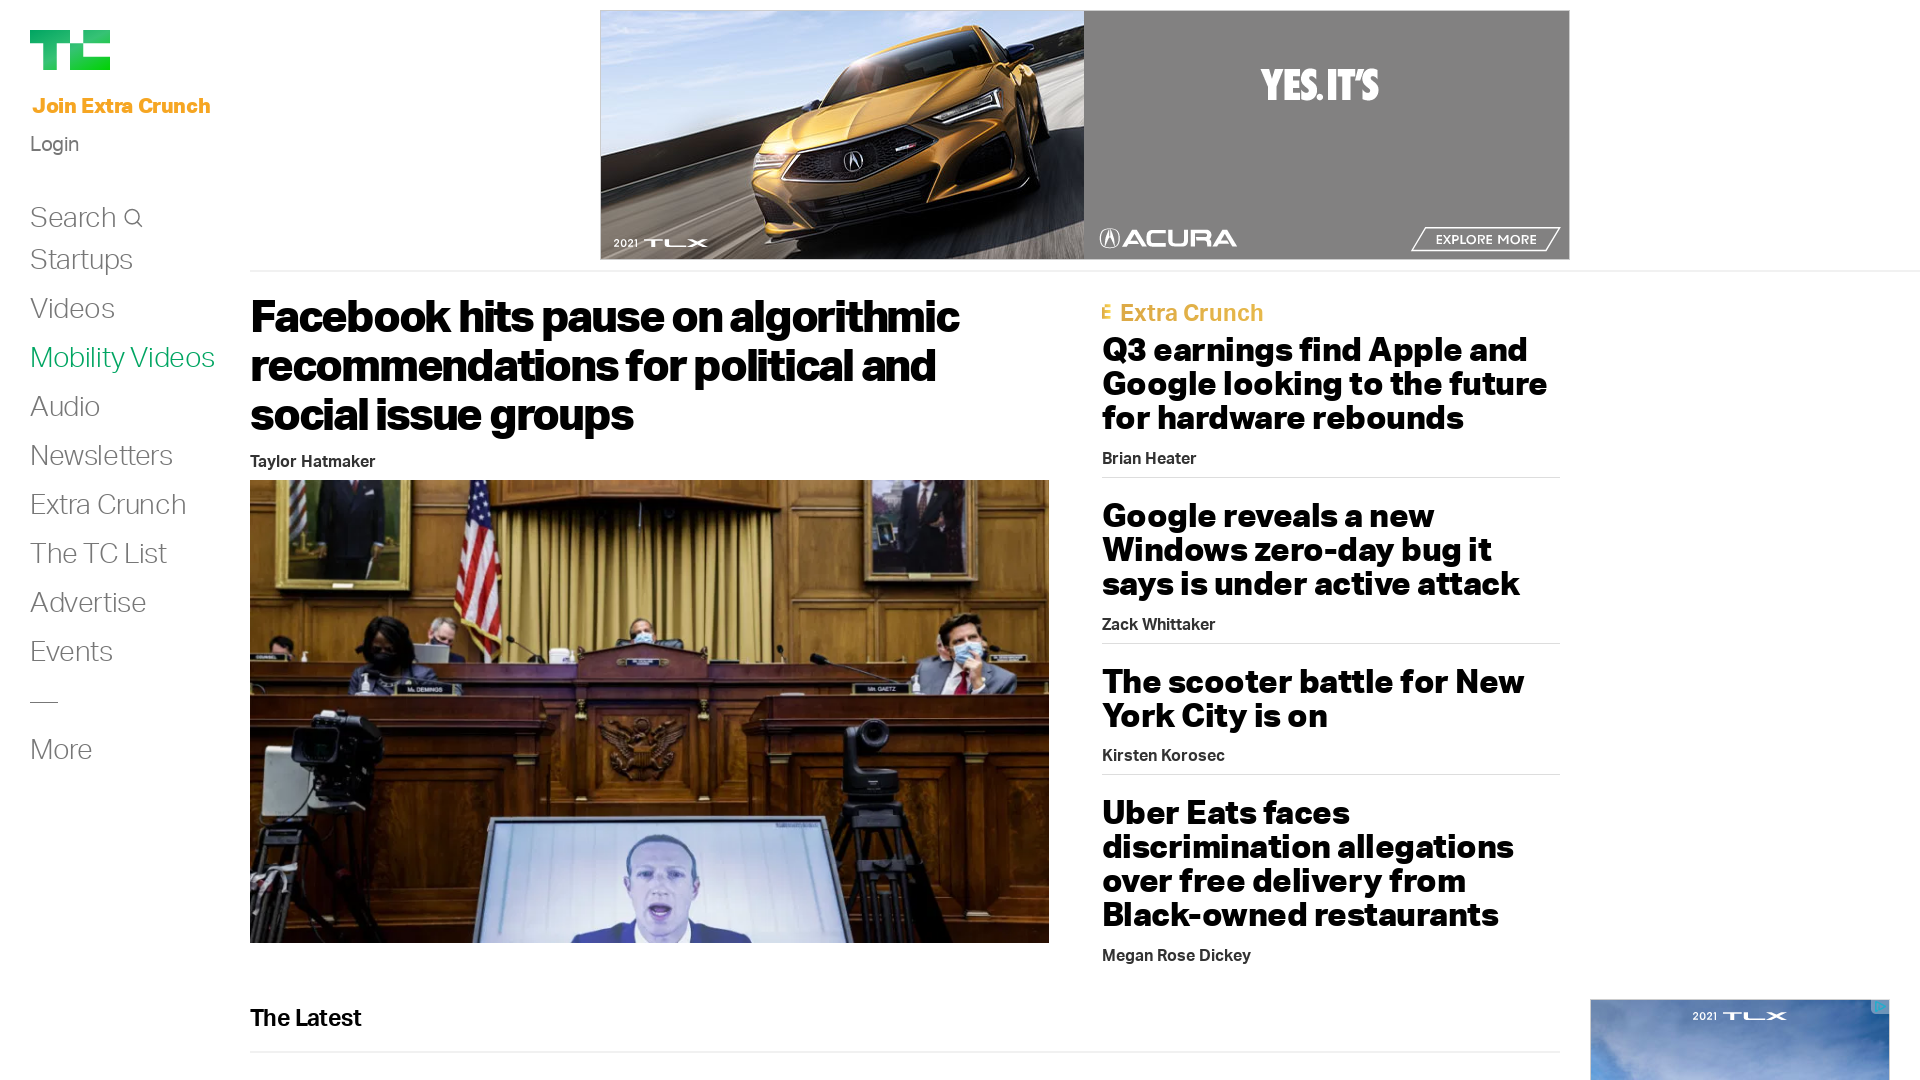 TC
Join Extra Crunch
Login
Search
Startups
Videos
Mobility Videos
Audio
Newsletters
Extra Crunch
The TC List
Advertise
Events
—
More
2021 TLX
YES. IT'S
ACURA
EXPLORE MORE
Facebook hits pause on algorithmic
recommendations for political and
social issue groups
Taylor Hatmaker
MR. DEMINGS
MR. GAETZ
Extra Crunch
Q3 earnings find Apple and
Google looking to the future
for hardware rebounds
Brian Heater
Google reveals a new
Windows zero-day bug it
says is under active attack
Zack Whittaker
The scooter battle for New
York City is on
Kirsten Korosec
Uber Eats faces
discrimination allegations
over free delivery from
Black-owned restaurants
Megan Rose Dickey
The Latest
2021 TLX